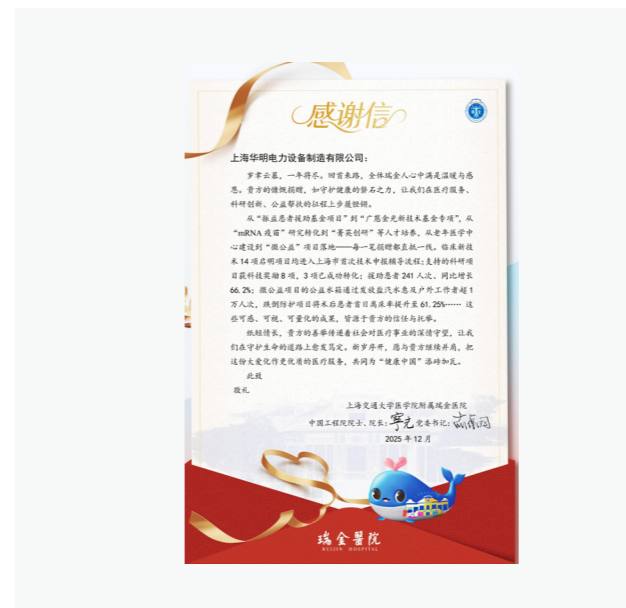 感谢信
上海华明电力设备制造有限公司：
岁聿云暮，一年将尽。回首来路，全体瑞金人心中满是温暖与感
恩。贵方的慷慨捐赠，如守护健康的磐石之力，让我们在医疗服务、
科研创新、公益帮扶的征程上步履铿锵。
从“振益患者援助基金项目”到“广慈金光新技术基金专项”，从
“mRNA疫苗”研究转化到“菁英创研”等人才培养，从老年医学中
心建设到“微公益”项目落地——每一笔捐赠都直抵一线。临床新技
术14项启明项目均进入上海市首次技术申报辅导流程；支持的科研项
目获科技奖励8项，3项已成功转化；援助患者241人次，同比增长
66.2%；微公益项目的公益水箱通过发放盐汽水惠及户外工作者超1
万人次，跌倒防护项目将术后患者首日离床率提升至61.25%…… 这
些可感、可视、可量化的成果，皆源于贵方的信任与托举。
纸短情长，贵方的善举传递着社会对医疗事业的深情守望，让我
们在守护生命的道路上愈发笃定。新岁序开，愿与贵方继续并肩，把
这份大爱化作更优质的医疗服务，共同为“健康中国”添砖加瓦。
此致
敬礼
上海交通大学医学院附属瑞金医院
中国工程院院士、院长：宁光 党委书记：
2025年12月
瑞金醫院
RUIJIN HOSPITAL